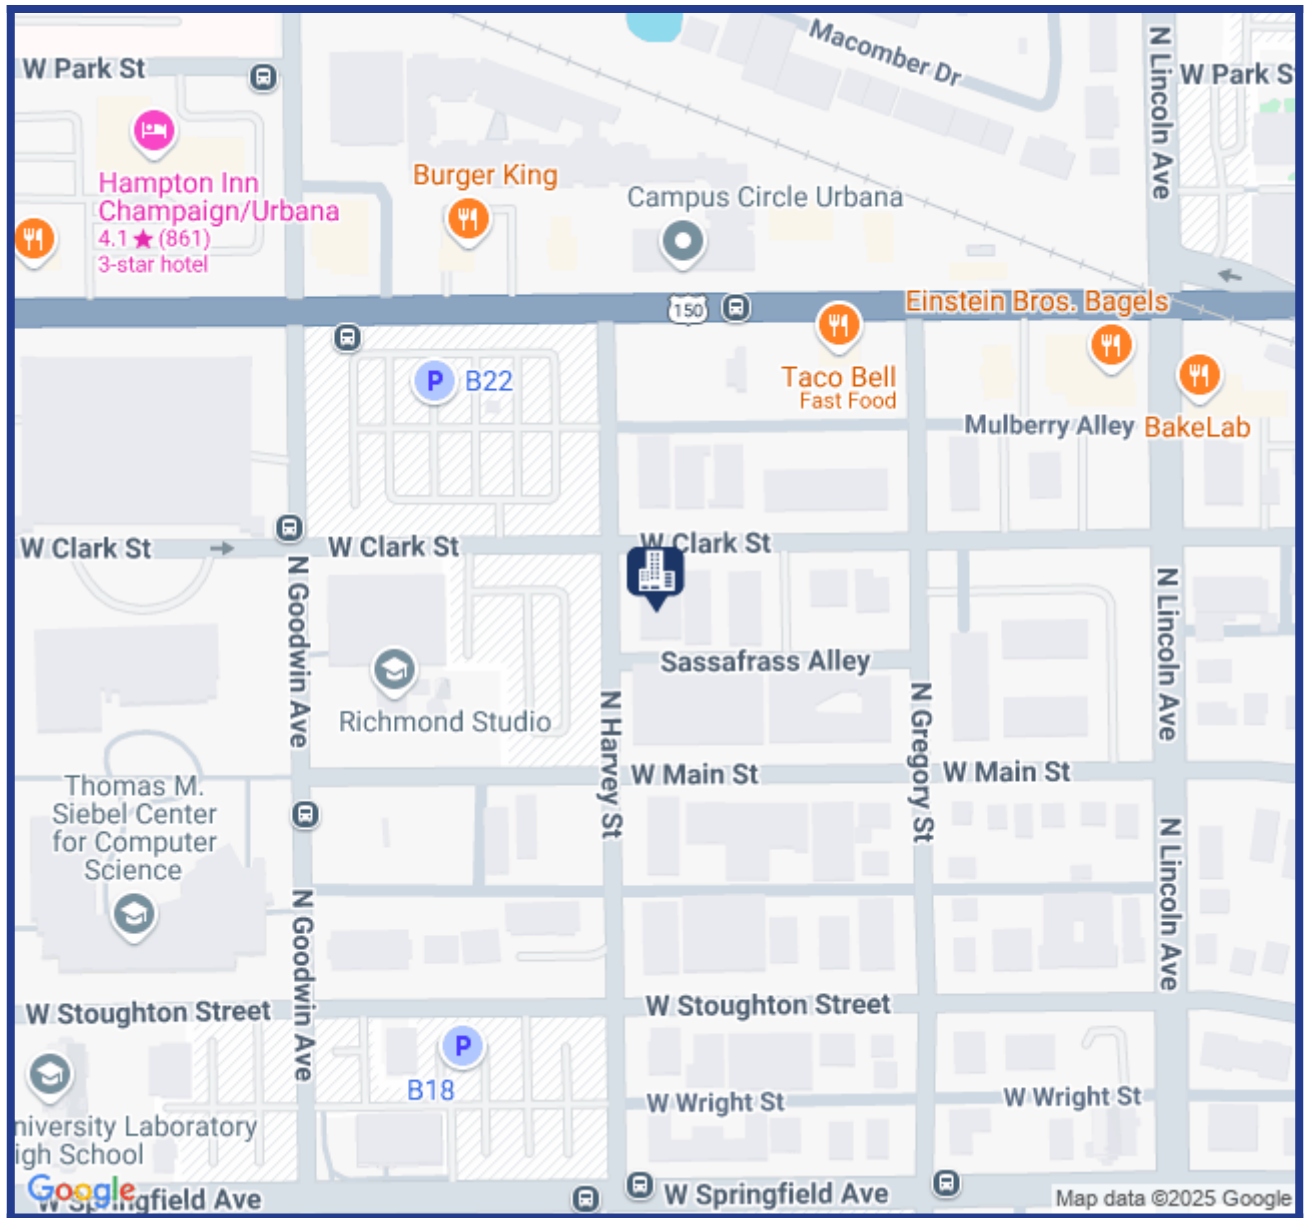 W Park St
Macomber Dr
N Lincoln Ave
W Park S
Hampton Inn
Champaign/Urbana
4.1★(861)
3-star hotel
Burger King
Campus Circle Urbana
150
Einstein Bros. Bagels
P B22
Taco Bell
Fast Food
Mulberry Alley
BakeLab
W Clark St
W Clark St
W Clark St
N Goodwin Ave
N Lincoln Ave
Sassafrass Alley
Richmond Studio
N Harvey St
N Gregory St
W Main St
W Main St
Thomas M.
Siebel Center
for Computer
Science
N Lincoln Ave
N Goodwin Ave
W Stoughton Street
W Stoughton Street
P
B18
W Wright St
W Wright St
niversity Laboratory
igh School
Google
W Springfield Ave
W Springfield Ave
Map data ©2025 Google